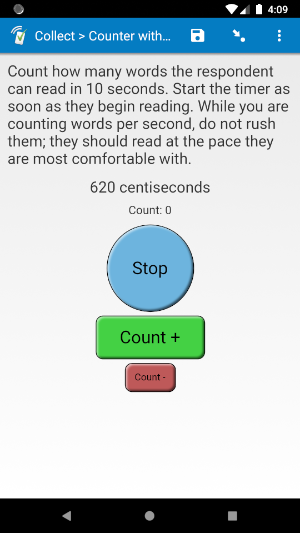 4:09
Collect > Counter with...
Count how many words the respondent
can read in 10 seconds. Start the timer as
soon as they begin reading. While you are
counting words per second, do not rush
them; they should read at the pace they
are most comfortable with.
620 centiseconds
Count: 0
Stop
Count +
Count -